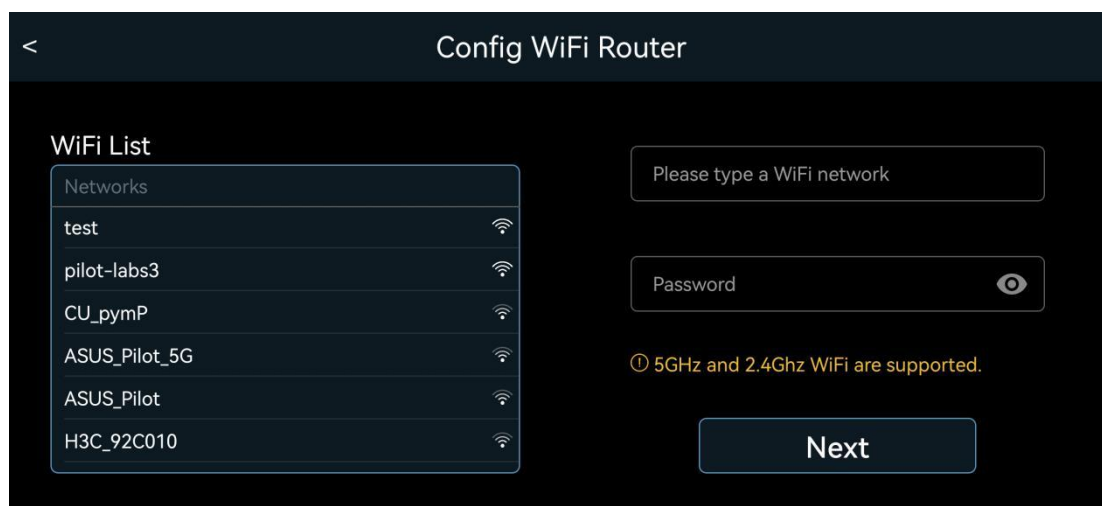 < Config WiFi Router
WiFi List
Networks
test
pilot-labs3
CU_pymP
ASUS_Pilot_5G
ASUS_Pilot
H3C_92C010
Please type a WiFi network
Password
5GHz and 2.4Ghz WiFi are supported.
Next